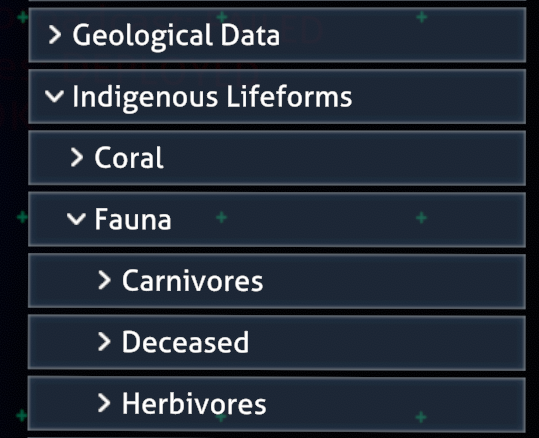 Geological Data
Indigenous Lifeforms
Coral
Fauna
Carnivores
Deceased
Herbivores